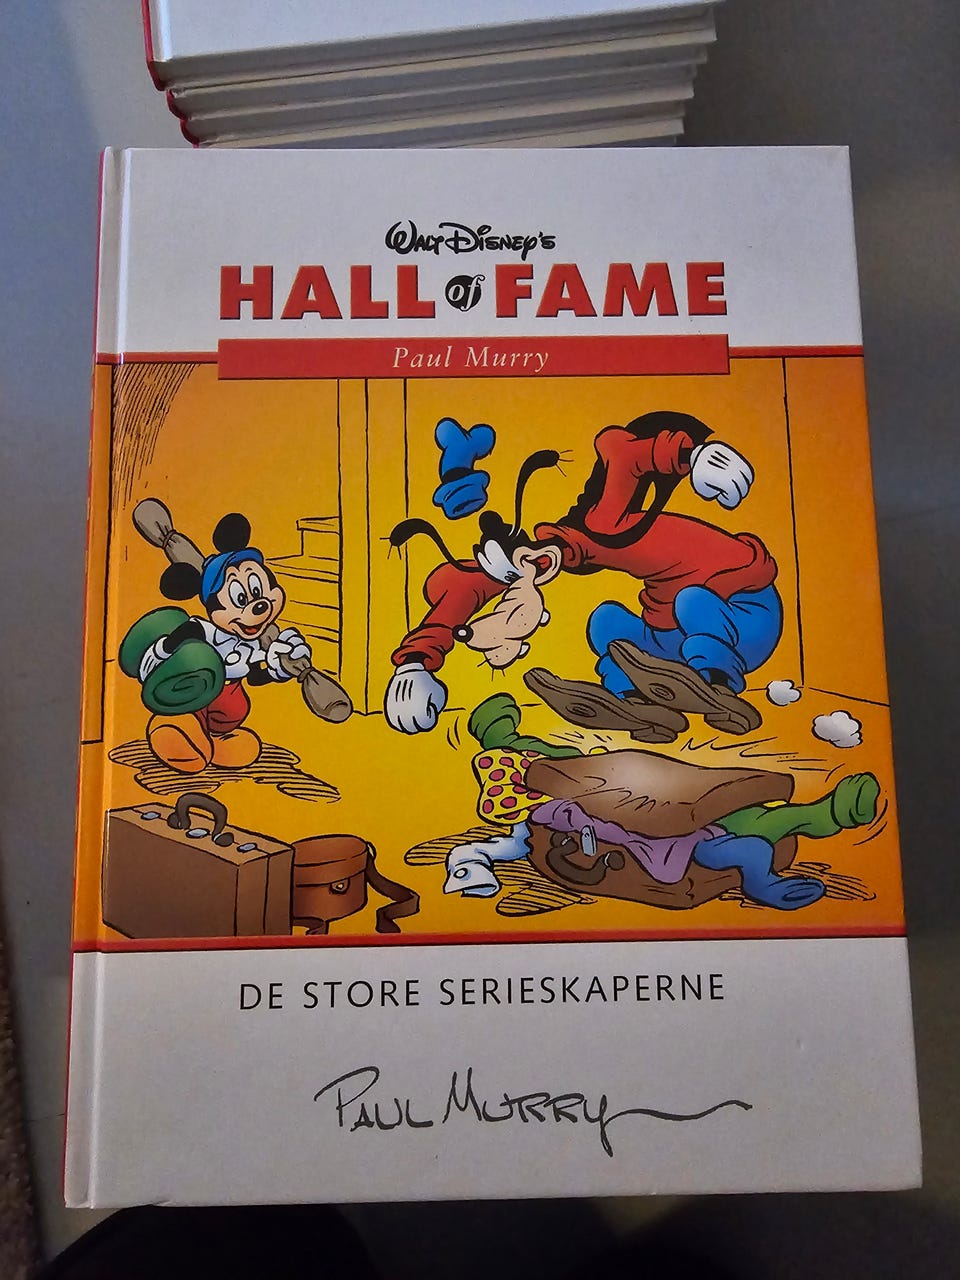 WALT DISNEY'S
HALL of FAME
Paul Murry
DE STORE SERIESKAPERNE
PAUL MURRY